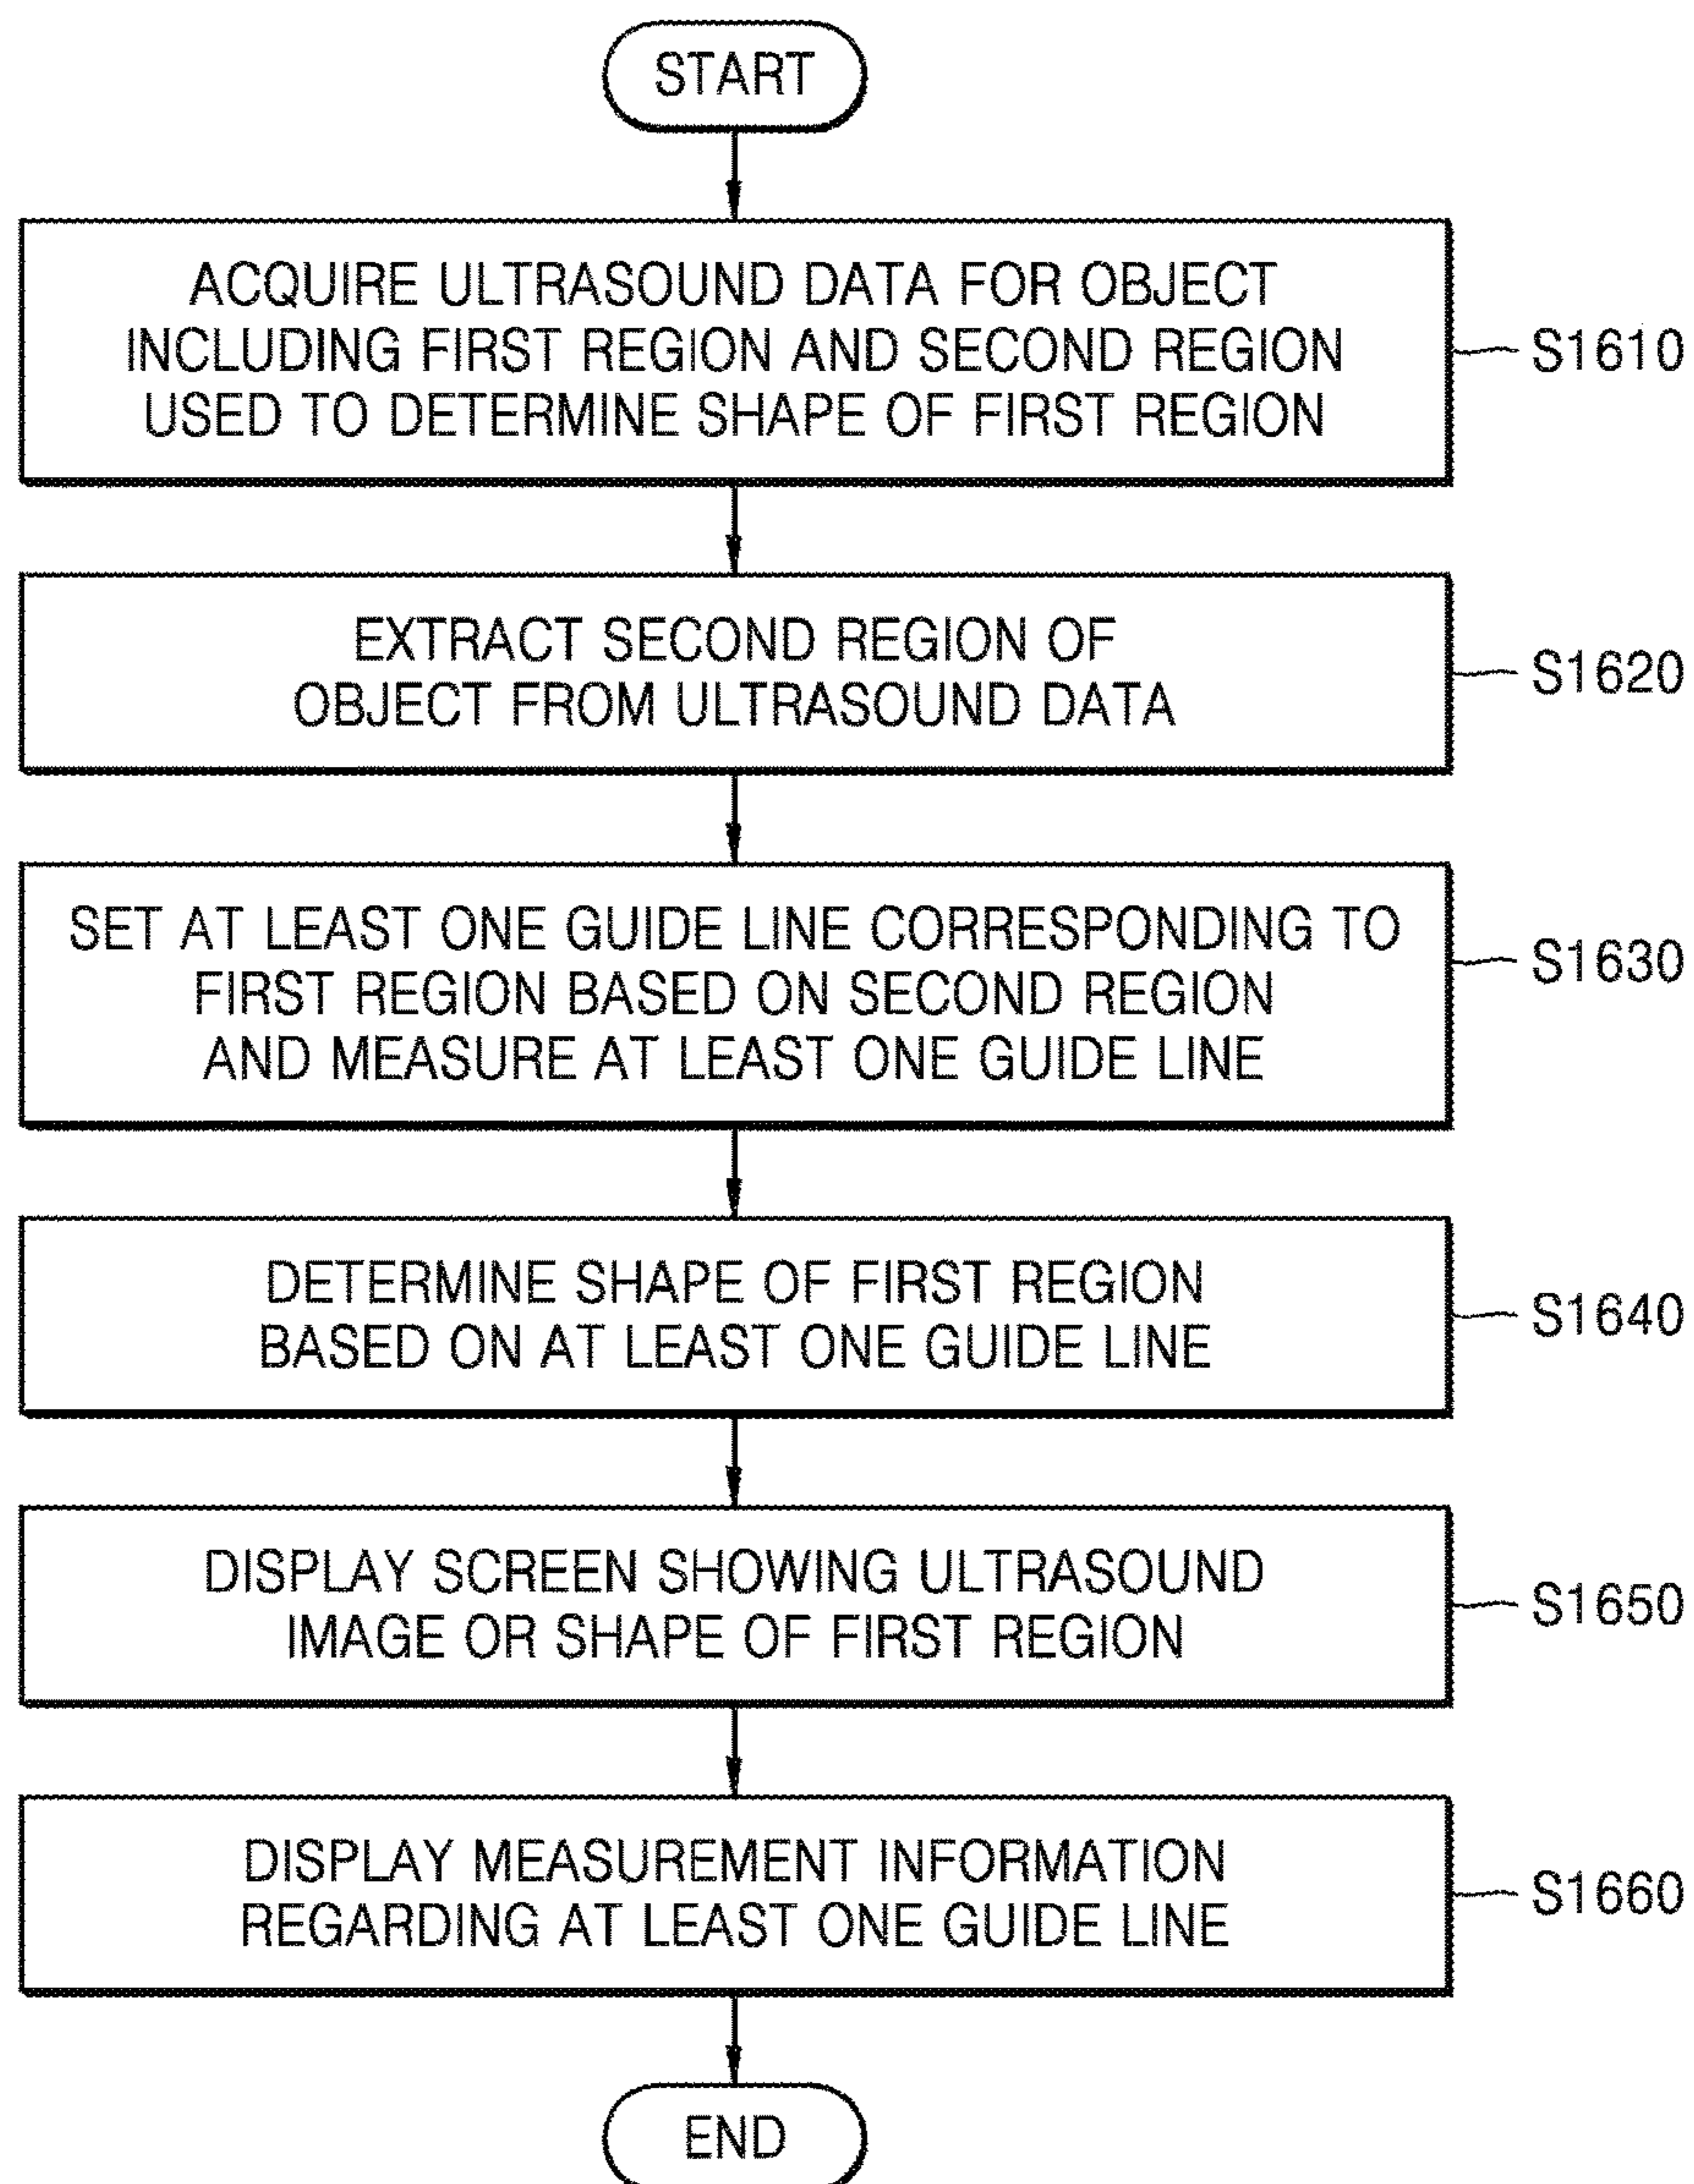 START
ACQUIRE ULTRASOUND DATA FOR OBJECT
INCLUDING FIRST REGION AND SECOND REGION
USED TO DETERMINE SHAPE OF FIRST REGION
S1610
EXTRACT SECOND REGION OF
OBJECT FROM ULTRASOUND DATA
S1620
SET AT LEAST ONE GUIDE LINE CORRESPONDING TO
FIRST REGION BASED ON SECOND REGION
AND MEASURE AT LEAST ONE GUIDE LINE
S1630
DETERMINE SHAPE OF FIRST REGION
BASED ON AT LEAST ONE GUIDE LINE
S1640
DISPLAY SCREEN SHOWING ULTRASOUND
IMAGE OR SHAPE OF FIRST REGION
S1650
DISPLAY MEASUREMENT INFORMATION
REGARDING AT LEAST ONE GUIDE LINE
S1660
END